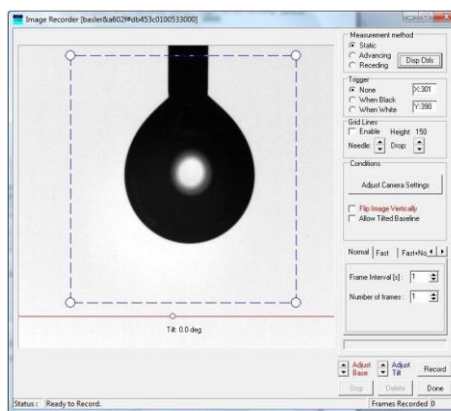 Image Recorder [basler&a602f#db453c0100533000]
Measurement method
Static
Advancing
Receding
Disp Ctrls
Trigger
None
When Black
When White
X:301
Y:390
Grid Lines
Enable Height: 150
Needle: Drop:
Conditions
Adjust Camera Settings
Flip Image Vertically
Allow Tilted Baseline
Normal Fast Fast+No
Frame Interval [s] : 1
Number of frames : 1
Tilt: 0.0 deg
Adjust Base
Adjust Tilt
Record
Stop Delete Done
Status : Ready to Record. Frames Recorded 0